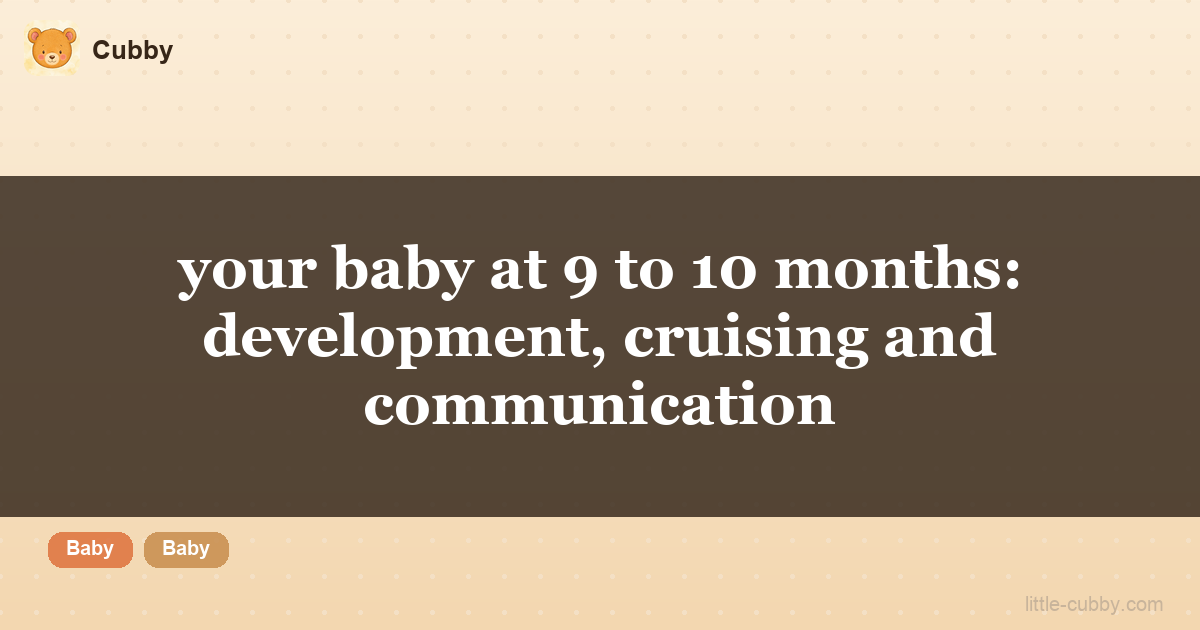 Cubby
your baby at 9 to 10 months:
development, cruising and
communication
Baby
Baby
little-cubby.com